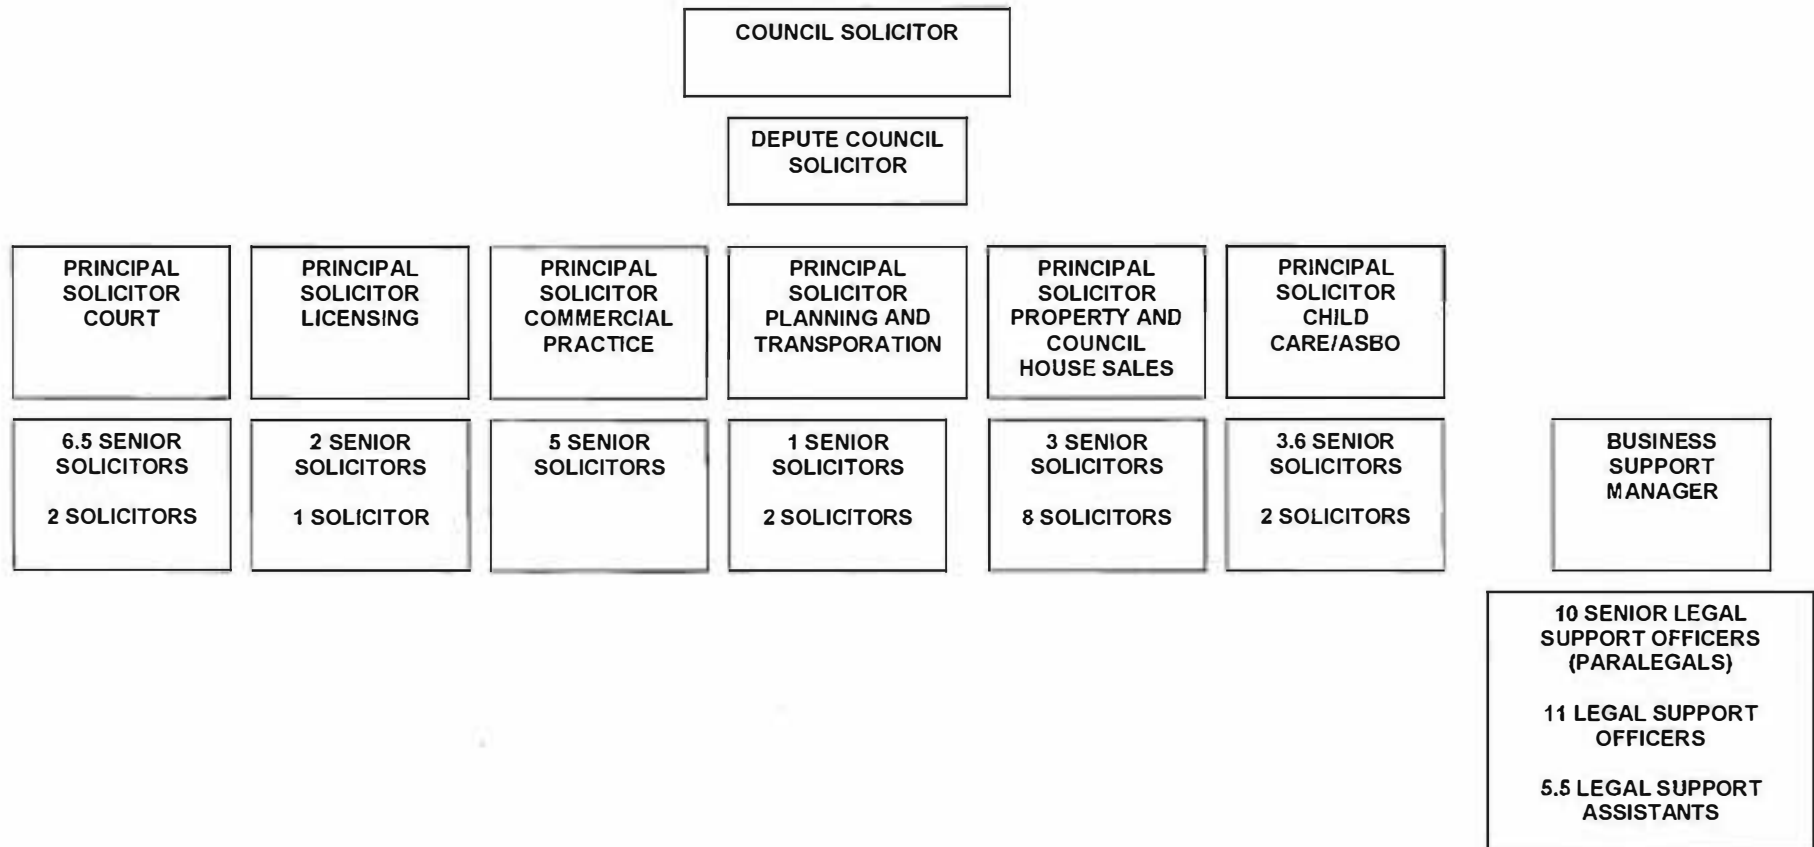 COUNCIL SOLICITOR
DEPUTE COUNCIL
SOLICITOR
PRINCIPAL
SOLICITOR
COURT
PRINCIPAL
SOLICITOR
LICENSING
PRINCIPAL
SOLICITOR
COMMERCIAL
PRACTICE
PRINCIPAL
SOLICITOR
PLANNING AND
TRANSPORATION
PRINCIPAL
SOLICITOR
PROPERTY AND
COUNCIL
HOUSE SALES
PRINCIPAL
SOLICITOR
CHILD
CARE/ASBO
6.5 SENIOR
SOLICITORS
2 SOLICITORS
2 SENIOR
SOLICITORS
1 SOLICITOR
5 SENIOR
SOLICITORS
1 SENIOR
SOLICITORS
2 SOLICITORS
3 SENIOR
SOLICITORS
8 SOLICITORS
3.6 SENIOR
SOLICITORS
2 SOLICITORS
BUSINESS
SUPPORT
MANAGER
10 SENIOR LEGAL
SUPPORT OFFICERS
(PARALEGALS)
11 LEGAL SUPPORT
OFFICERS
5.5 LEGAL SUPPORT
ASSISTANTS